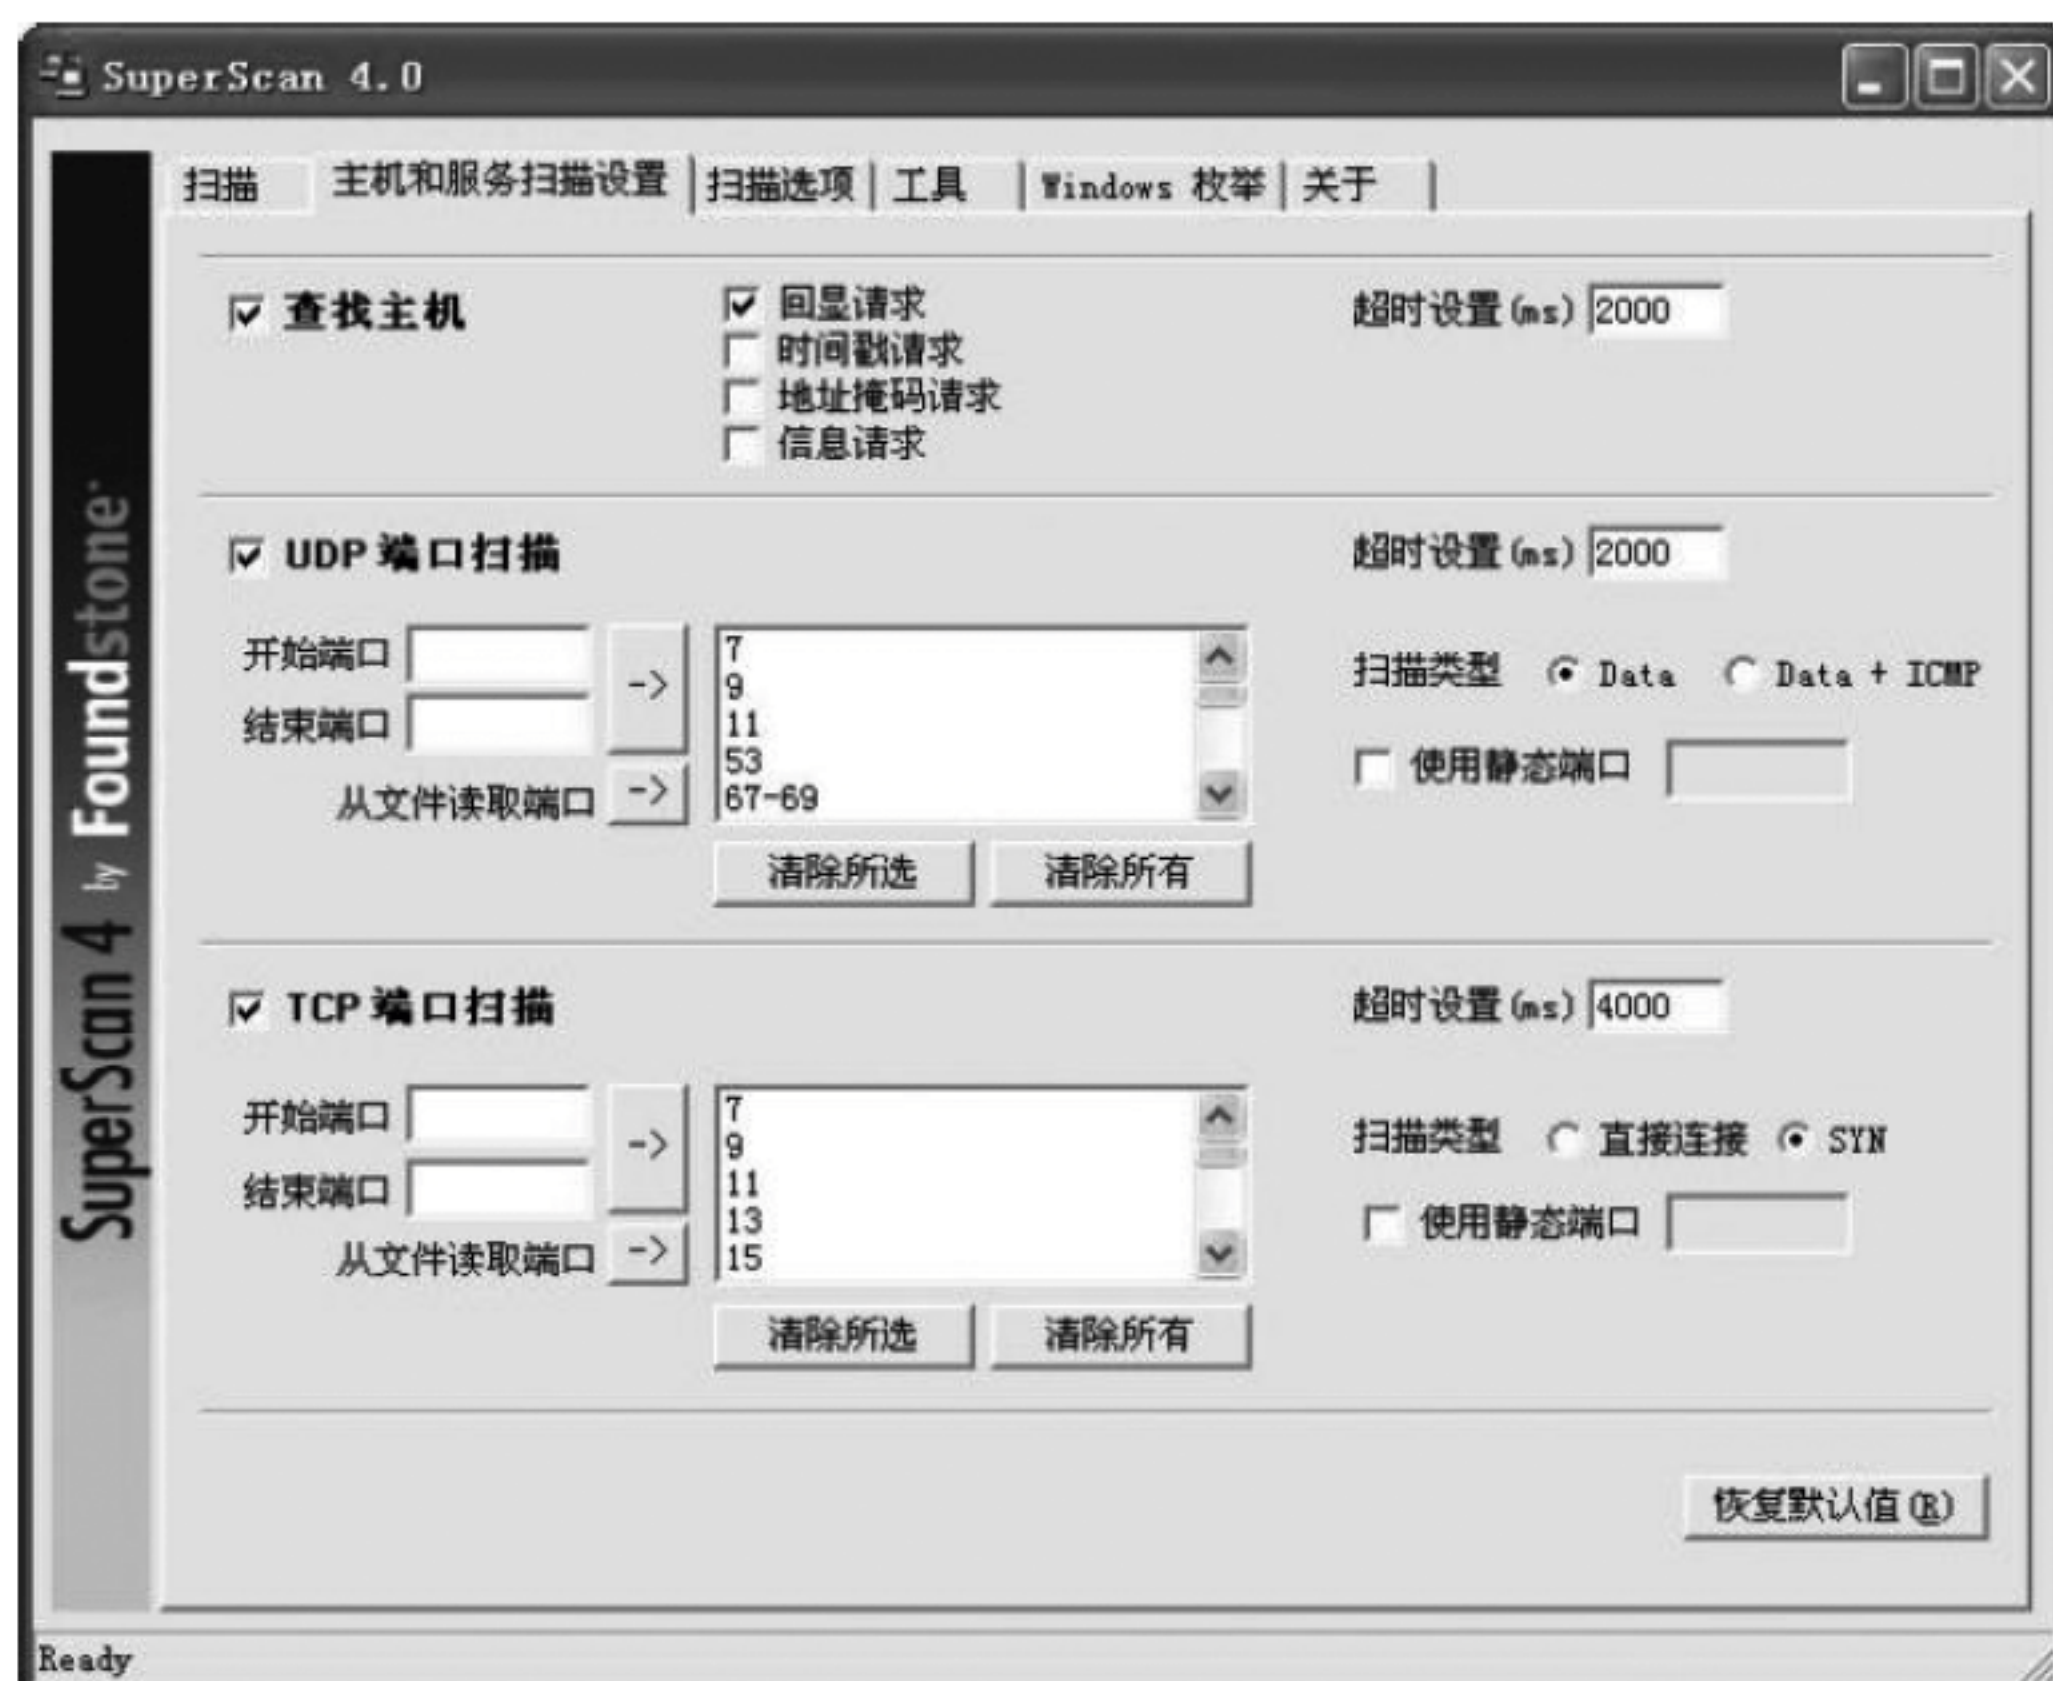 SuperScan 4.0
扫描 主机和服务扫描设置 扫描选项 工具 Windows 枚举 关于
查找主机
回显请求
时间戳请求
地址掩码请求
信息请求
超时设置(ms) 2000
UDP 端口扫描
超时设置(ms) 2000
开始端口
结束端口
->
从文件读取端口 ->
7
9
11
53
67-69
清除所选 清除所有
扫描类型 Data Data + ICMP
使用静态端口
TCP 端口扫描
超时设置(ms) 4000
开始端口
结束端口
->
从文件读取端口 ->
7
9
11
13
15
清除所选 清除所有
扫描类型 直接连接 SYN
使用静态端口
恢复默认值(R)
SuperScan 4 by Foundstone
Ready